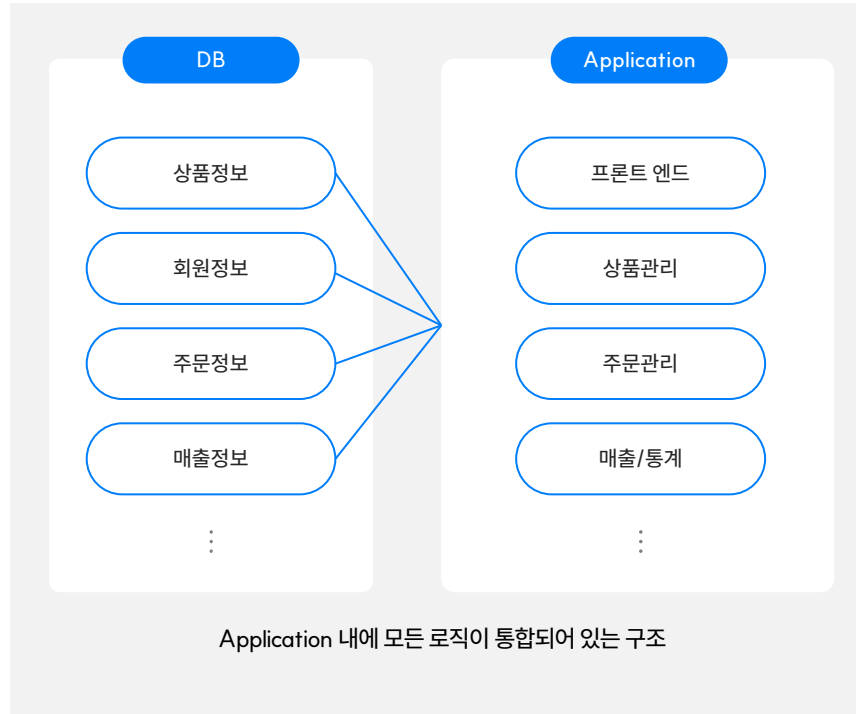 DB
Application
상품정보
회원정보
주문정보
매출정보
프론트 엔드
상품관리
주문관리
매출/통계
Application 내에 모든 로직이 통합되어 있는 구조